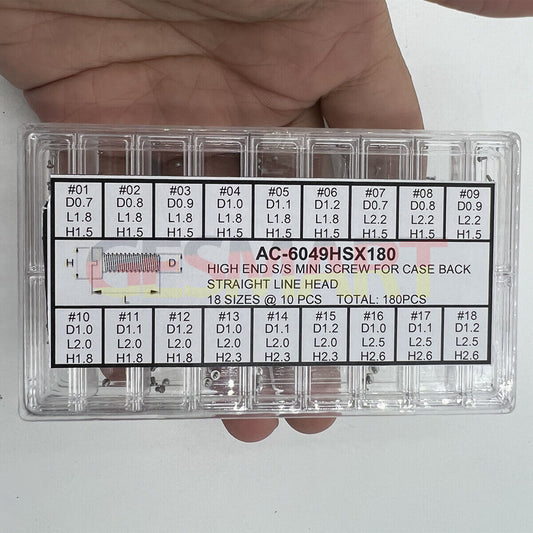 #01 #02 #03 #04 #05 #06 #07 #08 #09
D0.7 D0.8 D0.9 D1.0 D1.1 D1.2 D0.7 D0.8 D0.9
L1.8 L1.8 L1.8 L1.8 L1.8 L1.8 L2.2 L2.2 L2.2
H1.5 H1.5 H1.5 H1.5 H1.5 H1.5 H1.5 H1.5 H1.5
H D L
AC-6049HSX180
HIGH END S/S MINI SCREW FOR CASE BACK
STRAIGHT LINE HEAD
18 SIZES @ 10 PCS TOTAL: 180PCS
#10 #11 #12 #13 #14 #15 #16 #17 #18
D1.0 D1.1 D1.2 D1.0 D1.1 D1.2 D1.0 D1.1 D1.2
L2.0 L2.0 L2.0 L2.0 L2.0 L2.0 L2.5 L2.5 L2.5
H1.8 H1.8 H1.8 H2.3 H2.3 H2.3 H2.6 H2.6 H2.6